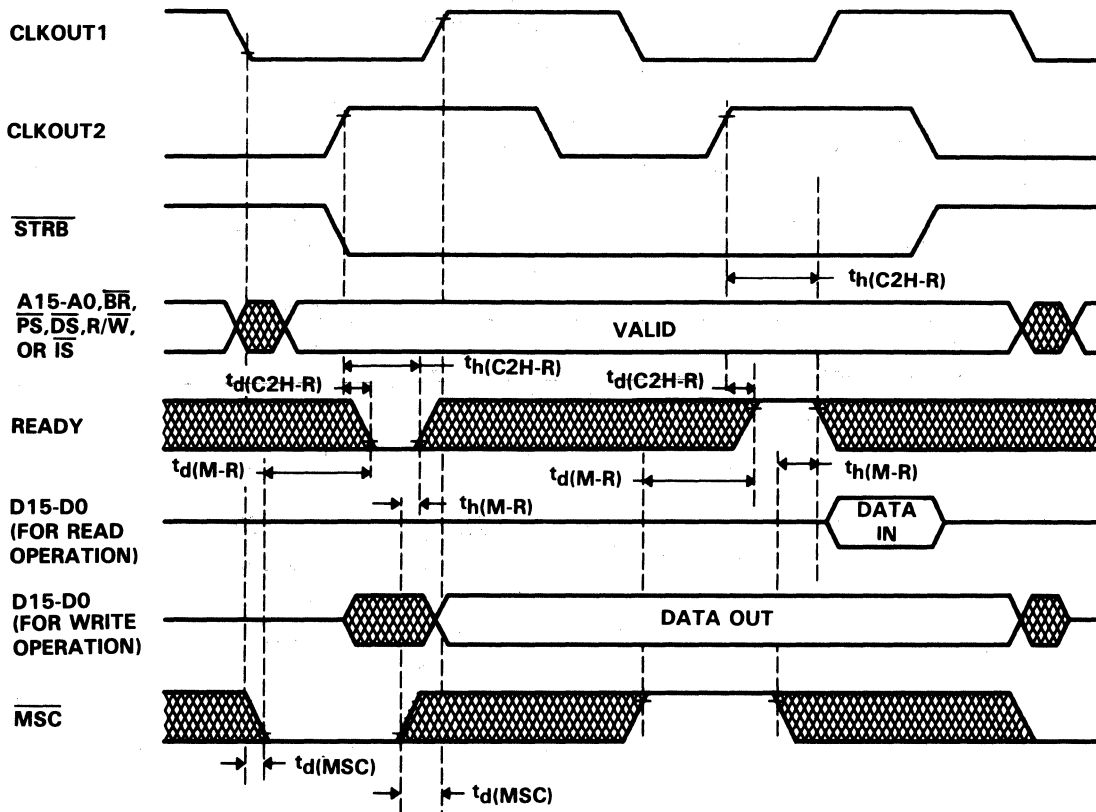 CLKOUT1
CLKOUT2
STRB
th(C2H-R)
A15-A0,BR,
PS,DS,R/W,
OR IS
VALID
th(C2H-R)
td(C2H-R)
td(C2H-R)
READY
td(M-R)
td(M-R)
th(M-R)
th(M-R)
D15-D0
(FOR READ
OPERATION)
DATA
IN
D15-D0
(FOR WRITE
OPERATION)
DATA OUT
MSC
td(MSC)
td(MSC)